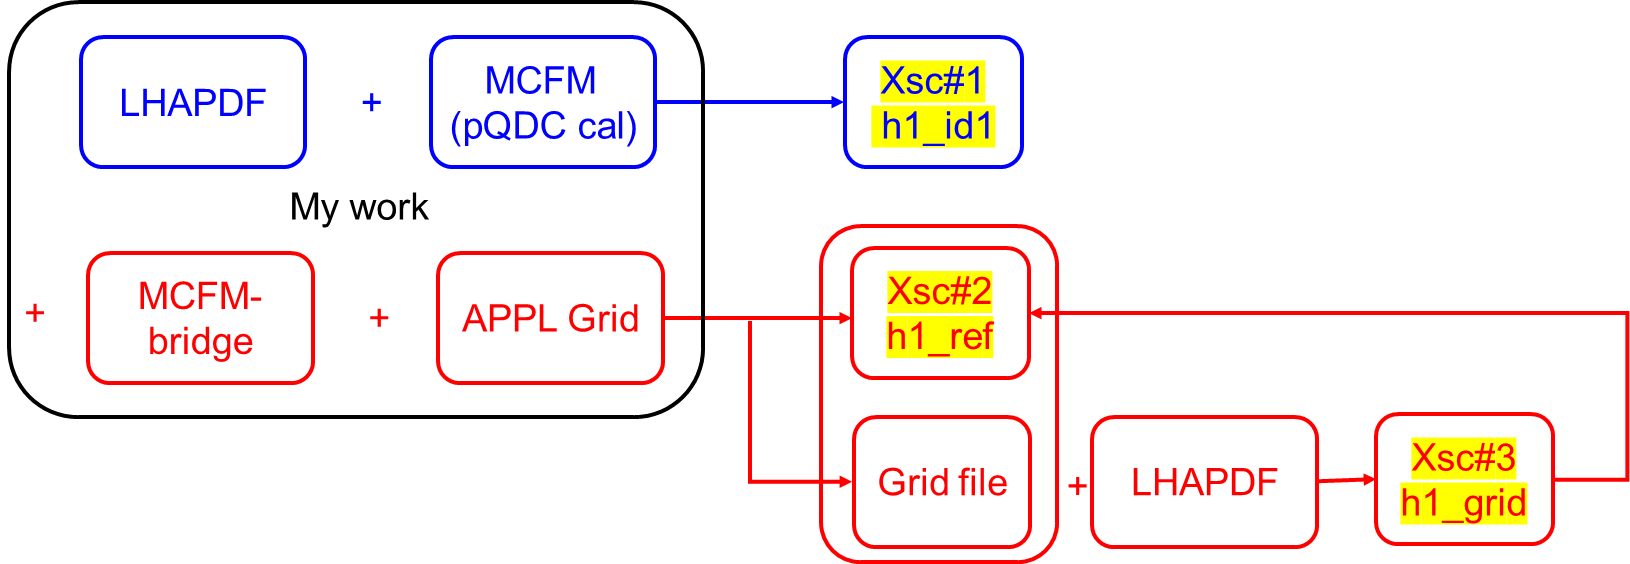 LHAPDF
+
MCFM
(pQDC cal)
Xsc#1
h1_id1
My work
+
MCFM-
bridge
+
APPL Grid
Xsc#2
h1_ref
Grid file
+
LHAPDF
Xsc#3
h1_grid